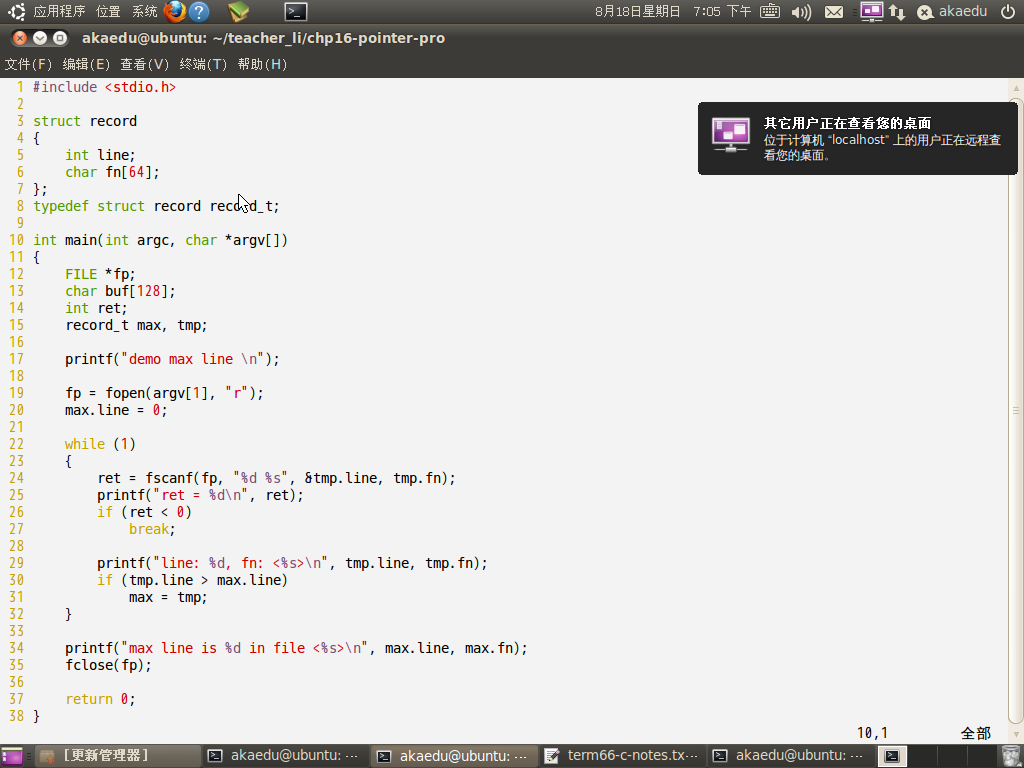 应用程序 位置 系统 8月18日星期日 7:05 下午 akaedu
akaedu@ubuntu: ~/teacher_li/chp16-pointer-pro
文件(F) 编辑(E) 查看(V) 终端(T) 帮助(H)
其它用户正在查看您的桌面
位于计算机 “localhost” 上的用户正在远程查
看您的桌面。
1 #include <stdio.h>
2
3 struct record
4 {
5     int line;
6     char fn[64];
7 };
8 typedef struct record record_t;
9
10 int main(int argc, char *argv[])
11 {
12     FILE *fp;
13     char buf[128];
14     int ret;
15     record_t max, tmp;
16
17     printf("demo max line \n");
18
19     fp = fopen(argv[1], "r");
20     max.line = 0;
21
22     while (1)
23     {
24         ret = fscanf(fp, "%d %s", &tmp.line, tmp.fn);
25         printf("ret = %d\n", ret);
26         if (ret < 0)
27             break;
28
29         printf("line: %d, fn: <%s>\n", tmp.line, tmp.fn);
30         if (tmp.line > max.line)
31             max = tmp;
32     }
33
34     printf("max line is %d in file <%s>\n", max.line, max.fn);
35     fclose(fp);
36
37     return 0;
38 }
10,1 全部
[更新管理器] akaedu@ubuntu: ... akaedu@ubuntu: ... term66-c-notes.tx... akaedu@ubuntu: ...